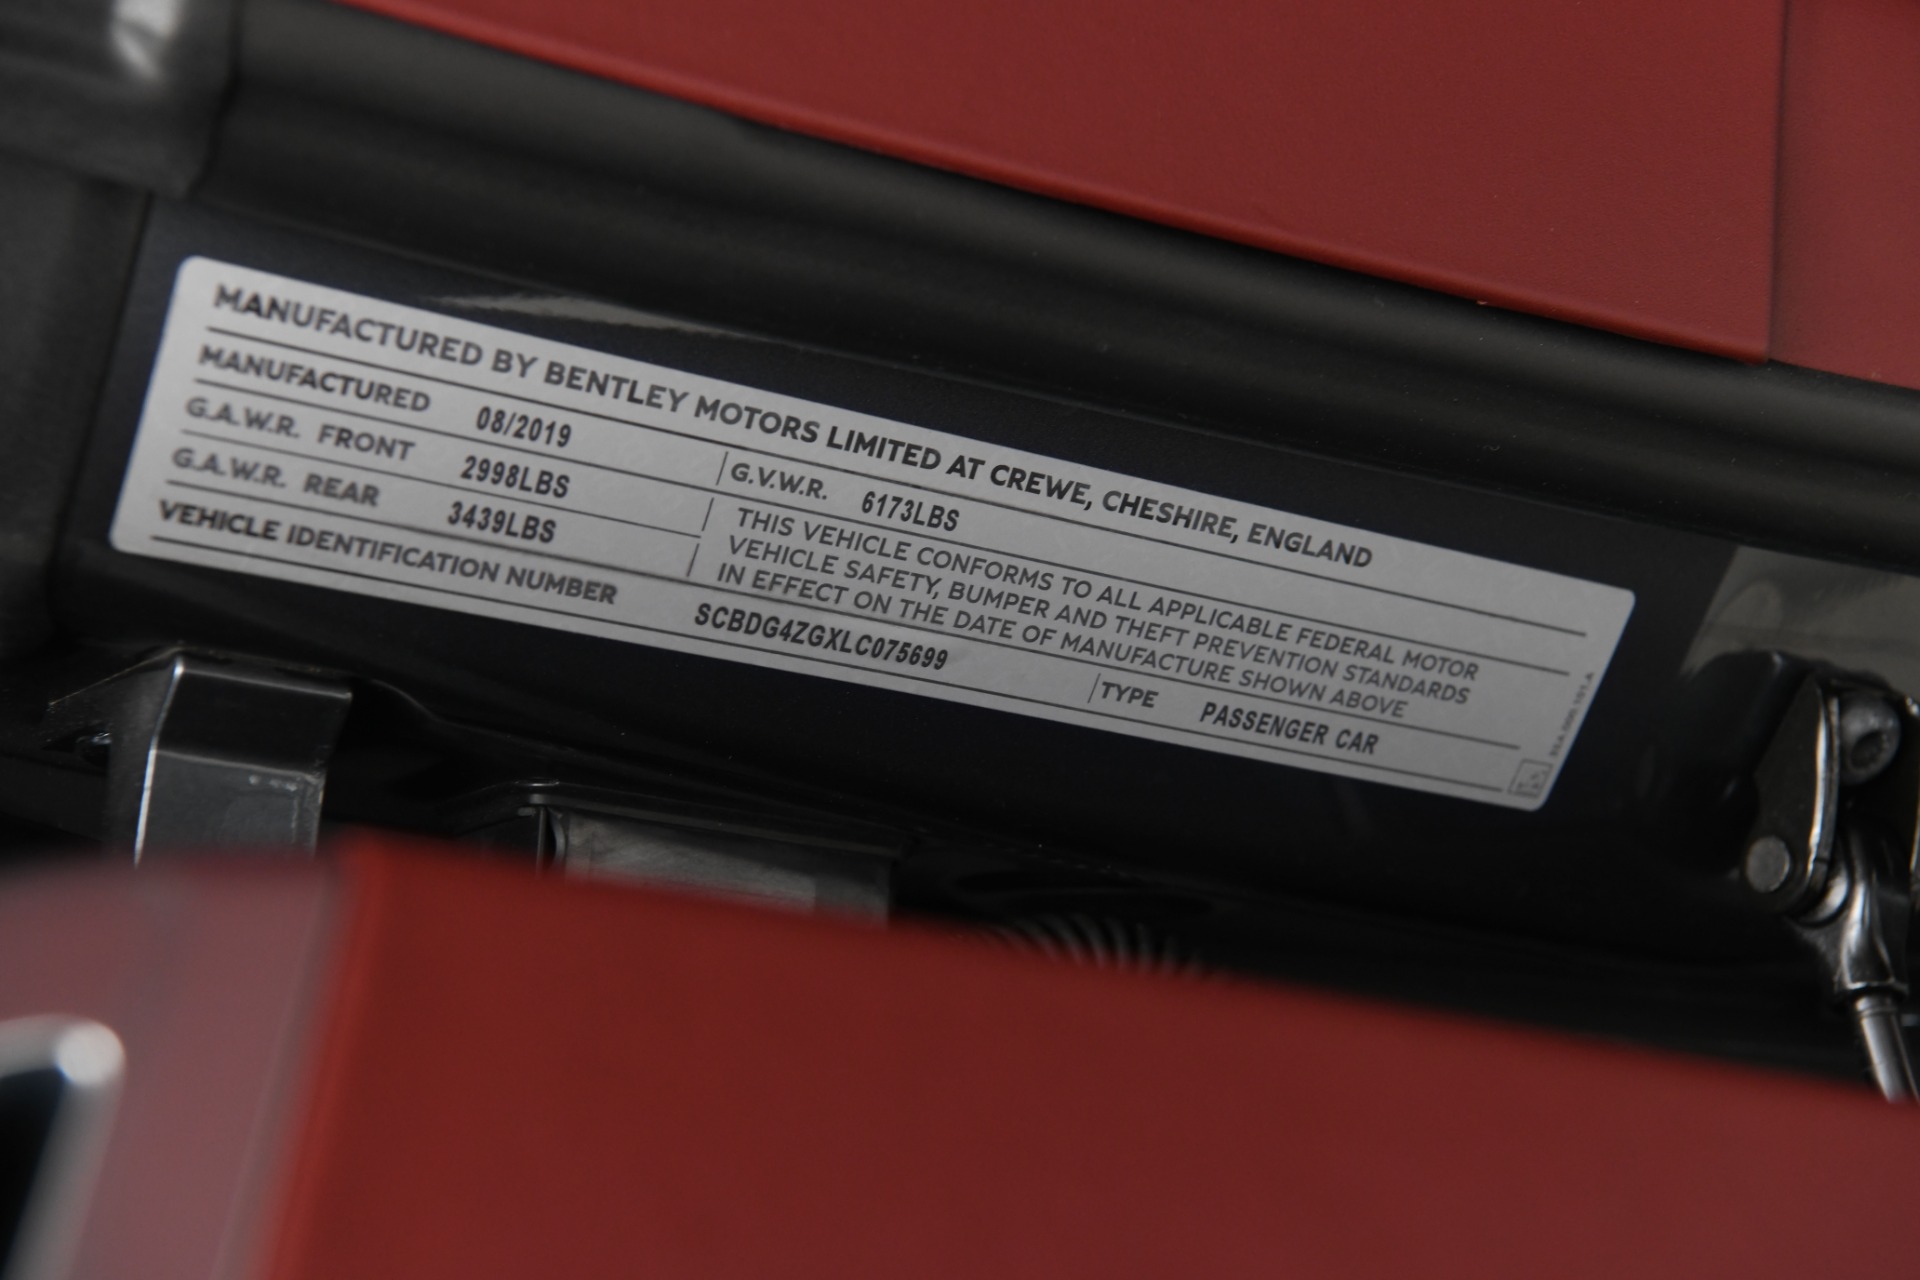 MANUFACTURED BY BENTLEY MOTORS LIMITED AT CREWE, CHESHIRE, ENGLAND
MANUFACTURED 08/2019 G.V.W.R. 6173LBS
G.A.W.R. FRONT 2998LBS
G.A.W.R. REAR 3439LBS
THIS VEHICLE CONFORMS TO ALL APPLICABLE FEDERAL MOTOR
VEHICLE SAFETY, BUMPER AND THEFT PREVENTION STANDARDS
IN EFFECT ON THE DATE OF MANUFACTURE SHOWN ABOVE
VEHICLE IDENTIFICATION NUMBER SCBDG4ZGXLC075699 TYPE PASSENGER CAR